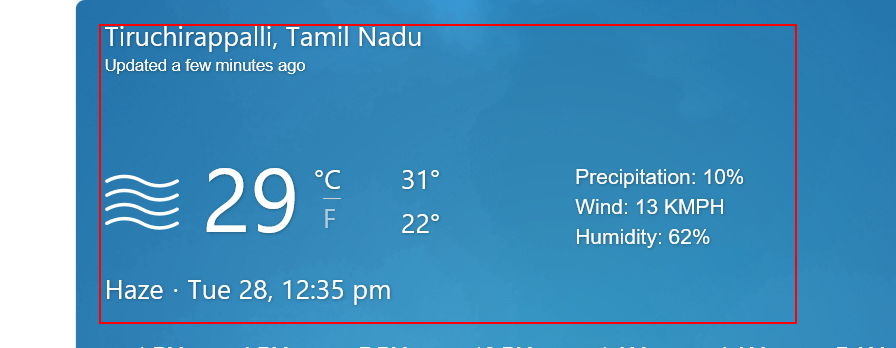 Tiruchirappalli, Tamil Nadu
Updated a few minutes ago
29 °C 31°
F 22°
Precipitation: 10%
Wind: 13 KMPH
Humidity: 62%
Haze · Tue 28, 12:35 pm